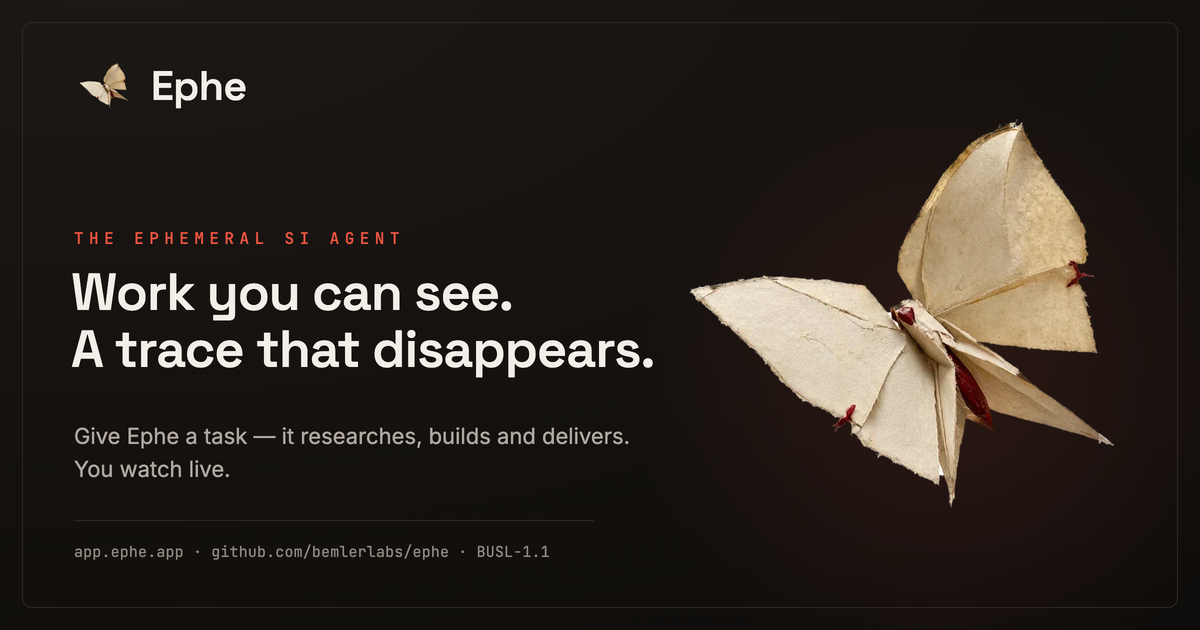 Ephe
THE EPHEMERAL SI AGENT
Work you can see.
A trace that disappears.
Give Ephe a task — it researches, builds and delivers.
You watch live.
app.ephe.app · github.com/bemlerlabs/ephe · BUSL-1.1